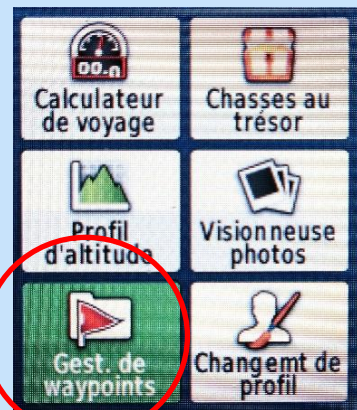 00.0
Calculateur
de voyage
Chasses au
trésor
Profil
d'altitude
Visionneuse
photos
Gest. de
waypoints
Changemt de
profil